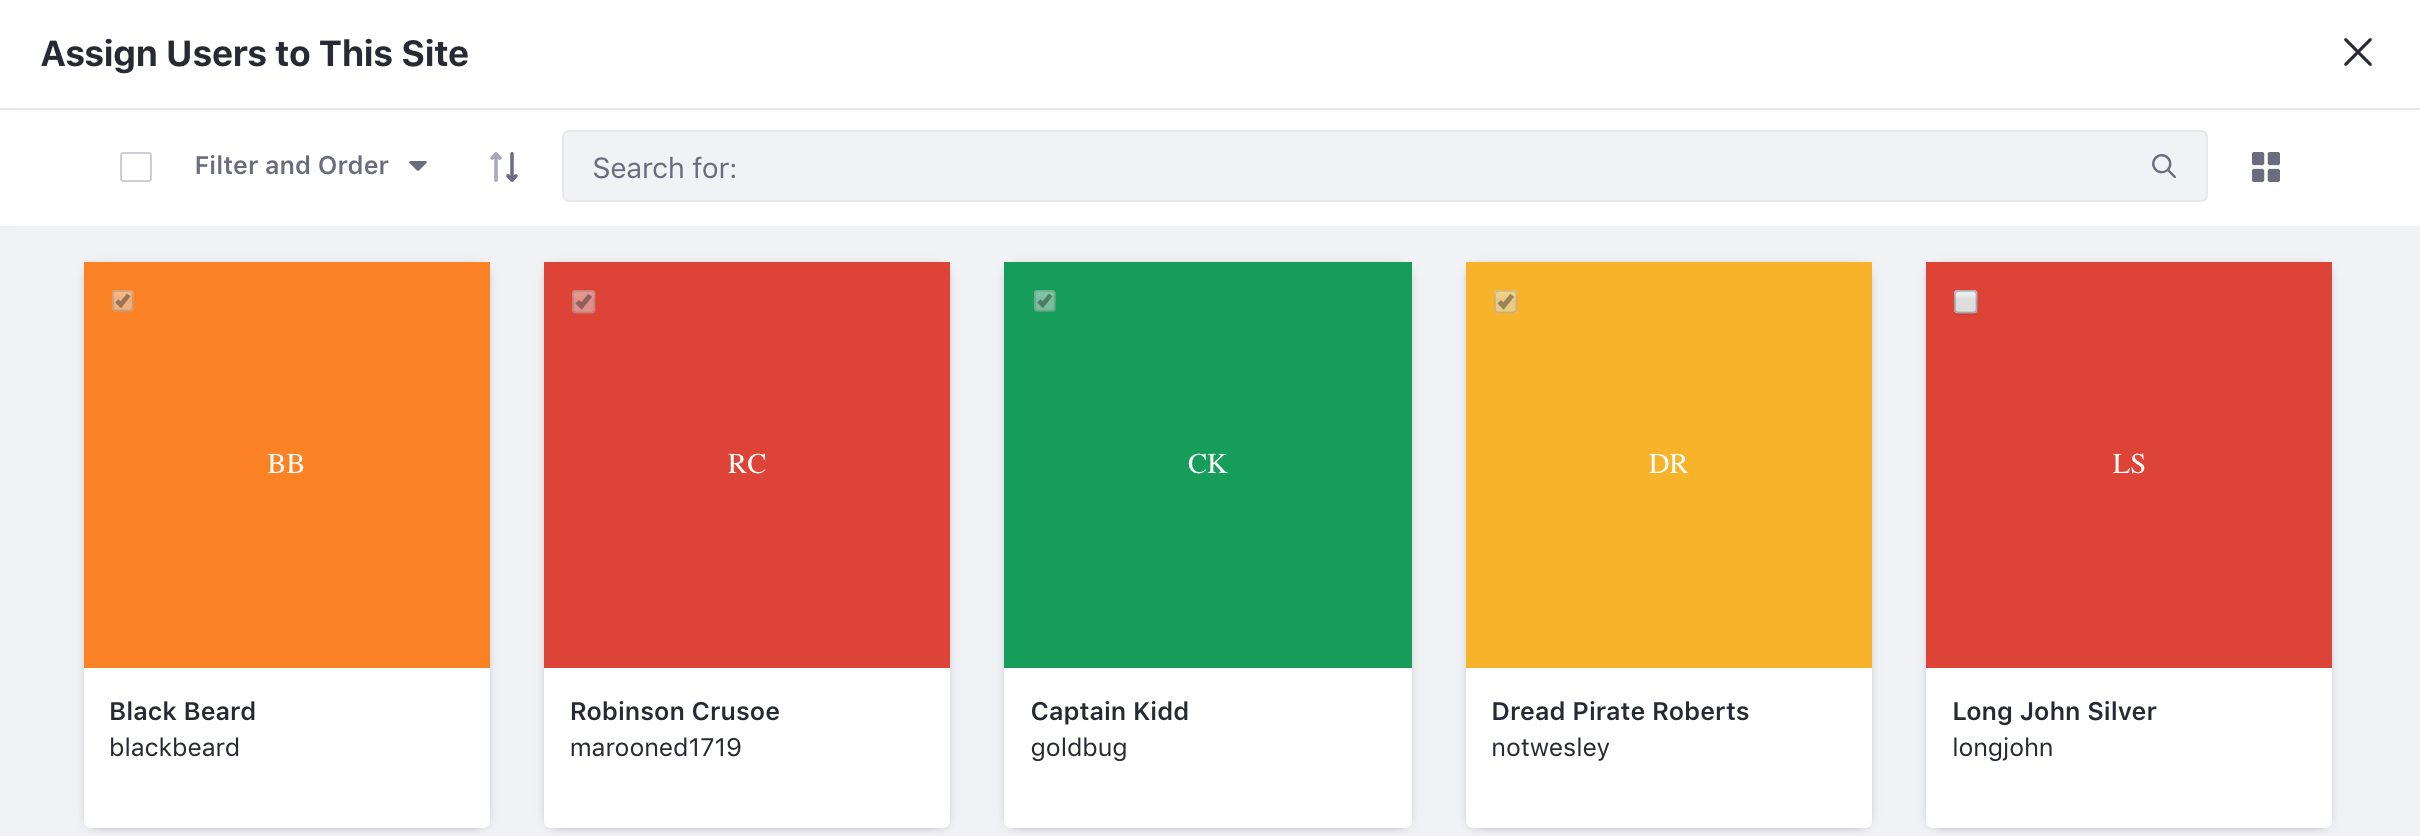 Assign Users to This Site
Filter and Order
Search for:
BB
RC
CK
DR
LS
Black Beard
blackbeard
Robinson Crusoe
marooned1719
Captain Kidd
goldbug
Dread Pirate Roberts
notwesley
Long John Silver
longjohn